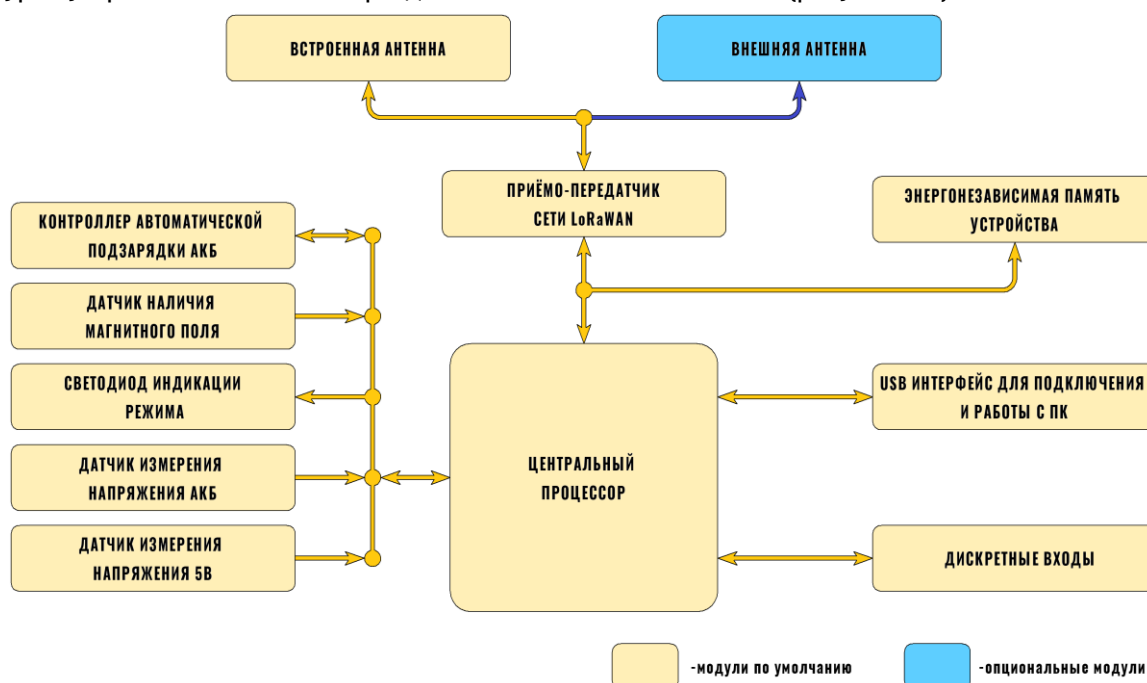 ВСТРОЕННАЯ АНТЕННА
ВНЕШНЯЯ АНТЕННА
ПРИЁМО-ПЕРЕДАТЧИК
СЕТИ LoRaWAN
ЭНЕРГОНЕЗАВИСИМАЯ ПАМЯТЬ
УСТРОЙСТВА
КОНТРОЛЛЕР АВТОМАТИЧЕСКОЙ
ПОДЗАРЯДКИ АКБ
ДАТЧИК НАЛИЧИЯ
МАГНИТНОГО ПОЛЯ
СВЕТОДИОД ИНДИКАЦИИ
РЕЖИМА
ДАТЧИК ИЗМЕРЕНИЯ
НАПРЯЖЕНИЯ АКБ
ДАТЧИК ИЗМЕРЕНИЯ
НАПРЯЖЕНИЯ 5В
ЦЕНТРАЛЬНЫЙ
ПРОЦЕССОР
USB ИНТЕРФЕЙС ДЛЯ ПОДКЛЮЧЕНИЯ
И РАБОТЫ С ПК
ДИСКРЕТНЫЕ ВХОДЫ
-модули по умолчанию
-опциональные модули